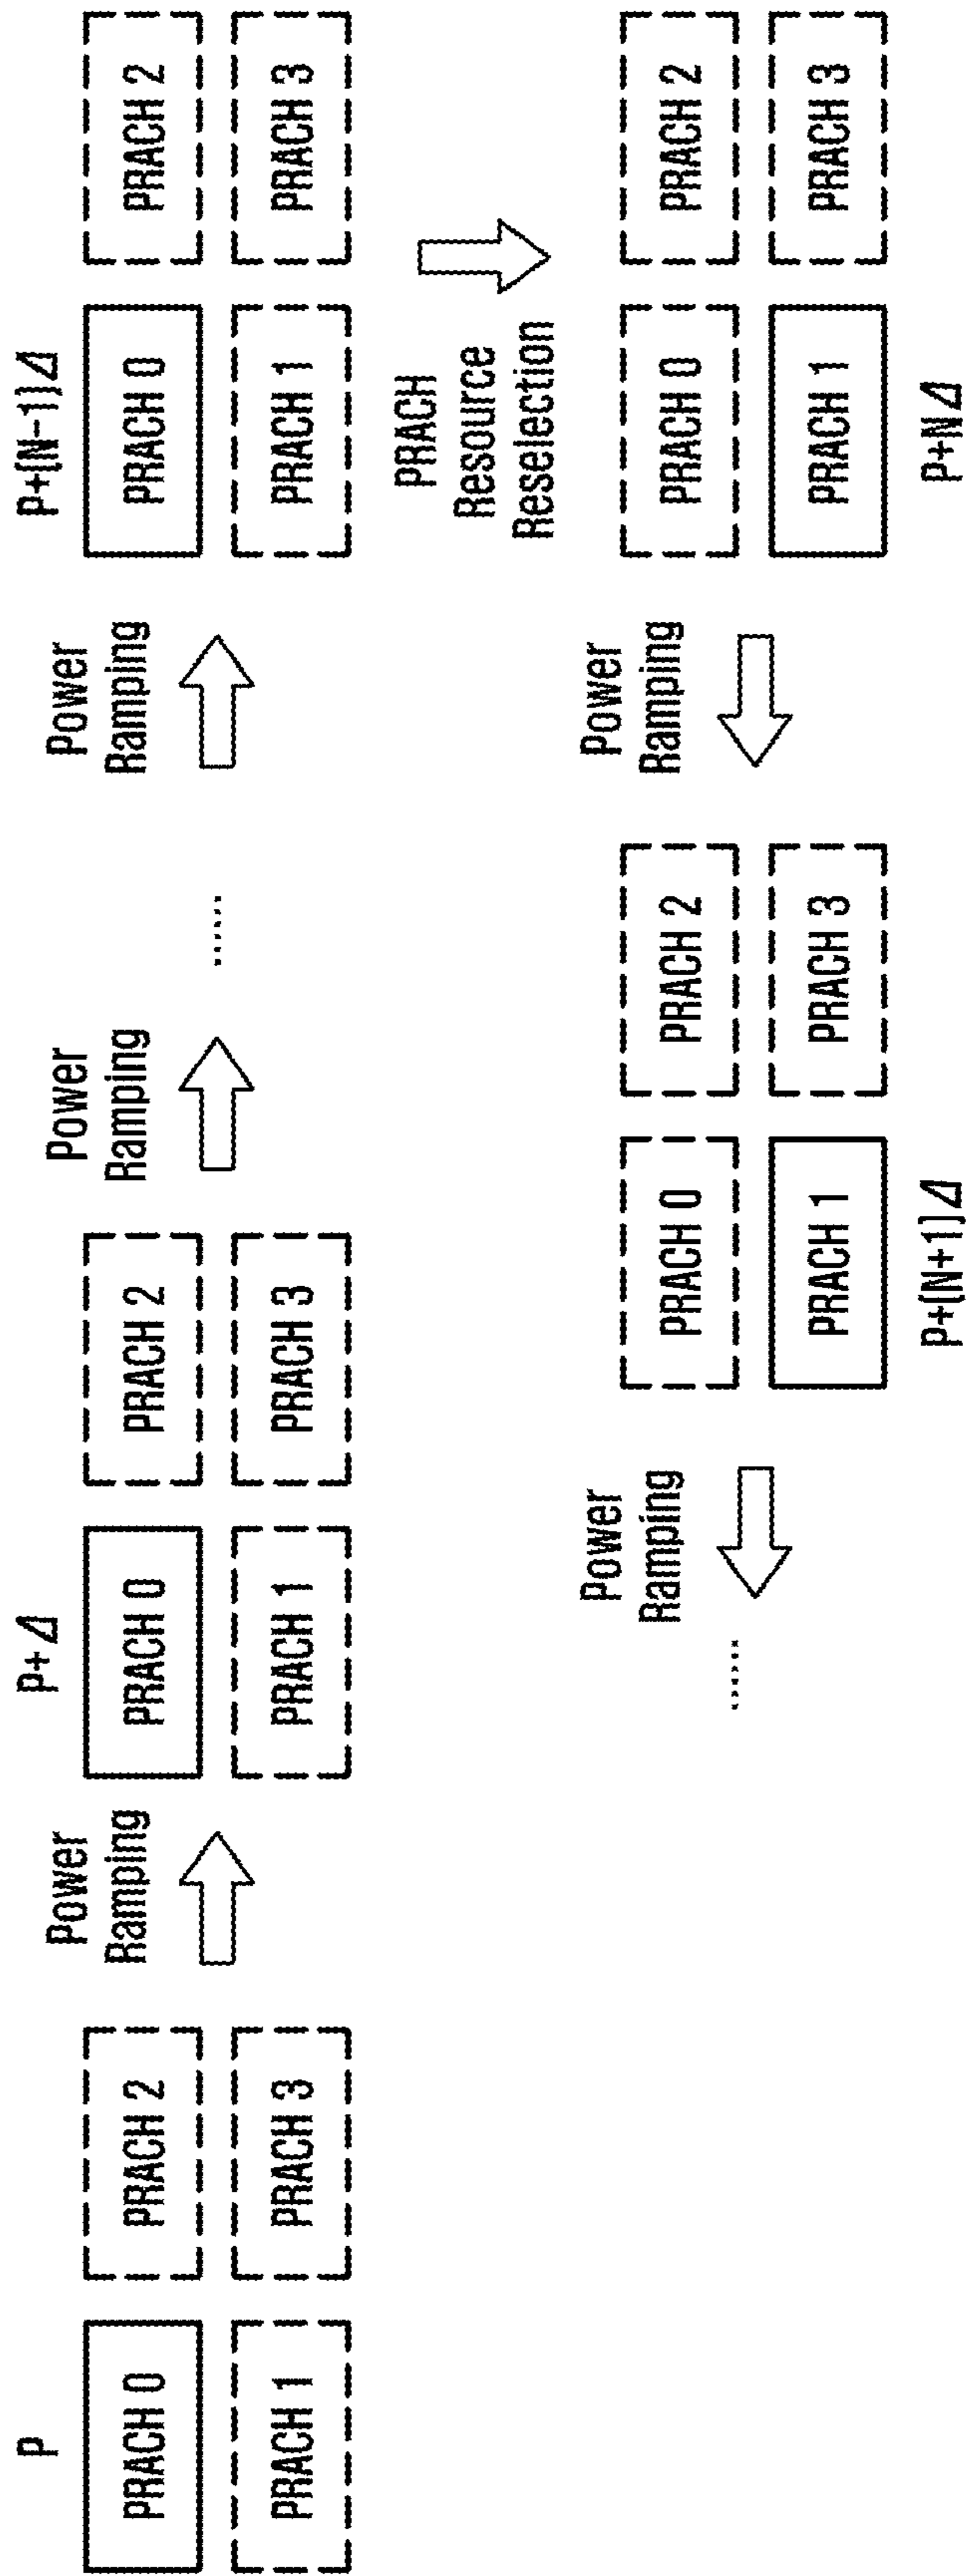 P
PRACH 0
PRACH 2
PRACH 1
PRACH 3
Power
Ramping
P+Δ
PRACH 0
PRACH 2
PRACH 1
PRACH 3
Power
Ramping
......
Power
Ramping
P+(N-1)Δ
PRACH 0
PRACH 2
PRACH 1
PRACH 3
PRACH
Resource
Reselection
PRACH 0
PRACH 2
PRACH 1
PRACH 3
P+NΔ
Power
Ramping
PRACH 0
PRACH 2
PRACH 1
PRACH 3
P+(N+1)Δ
Power
Ramping
......